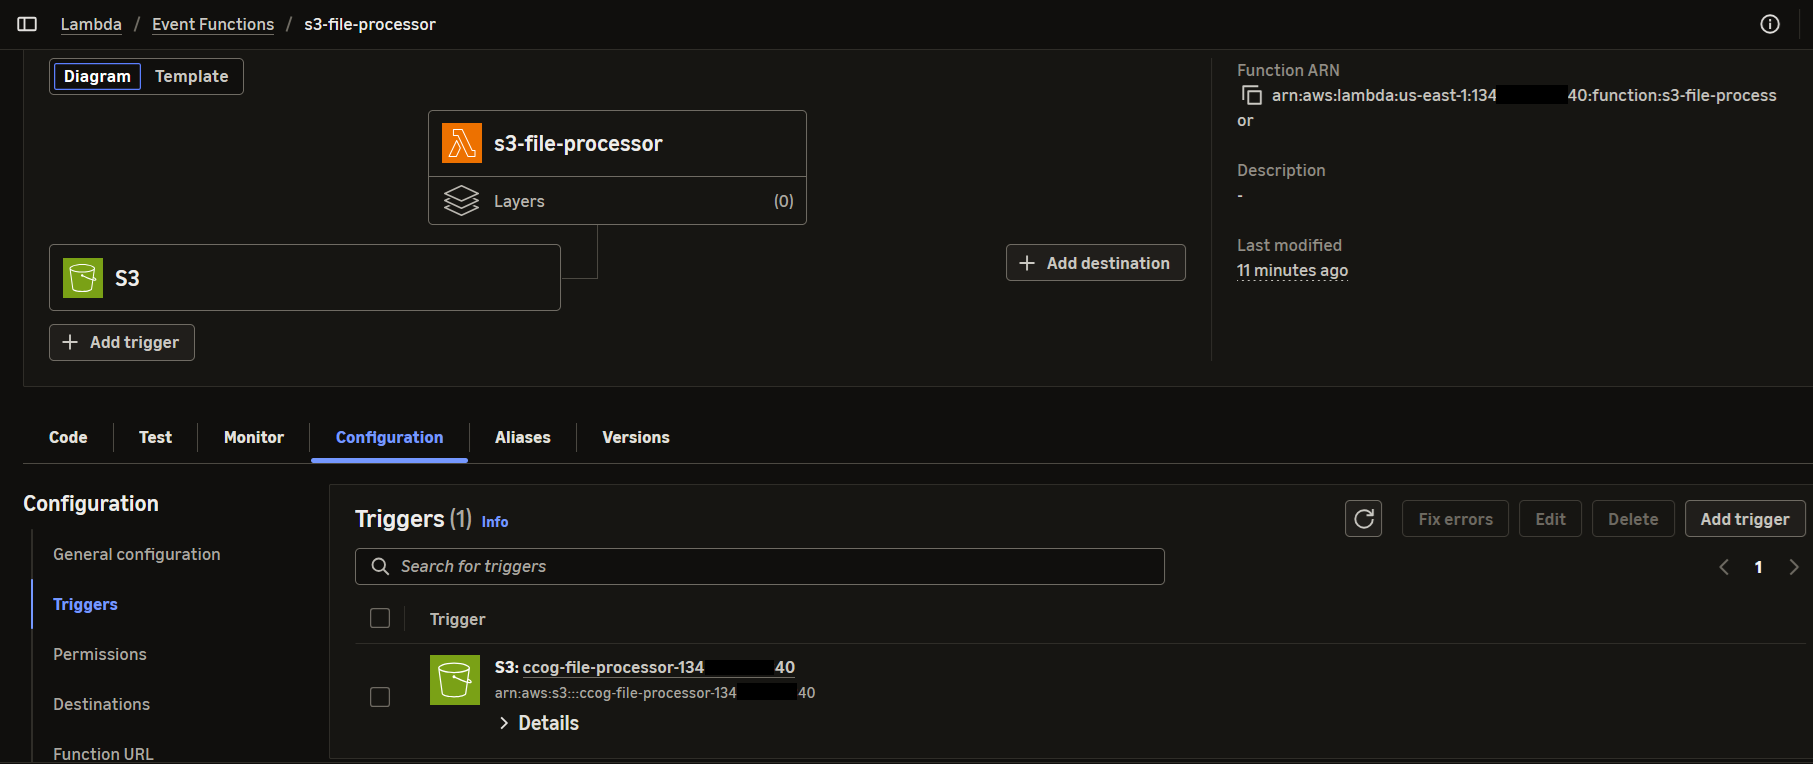 Lambda / Event Functions / s3-file-processor
Diagram Template
s3-file-processor
Layers (0)
S3
+ Add destination
+ Add trigger
Function ARN
arn:aws:lambda:us-east-1:134 40:function:s3-file-process
or
Description
-
Last modified
11 minutes ago
Code Test Monitor Configuration Aliases Versions
Configuration
General configuration
Triggers
Permissions
Destinations
Function URL
Triggers (1) Info
Fix errors Edit Delete Add trigger
Search for triggers
1
Trigger
S3: ccog-file-processor-134 40
arn:aws:s3:::ccog-file-processor-134 40
Details